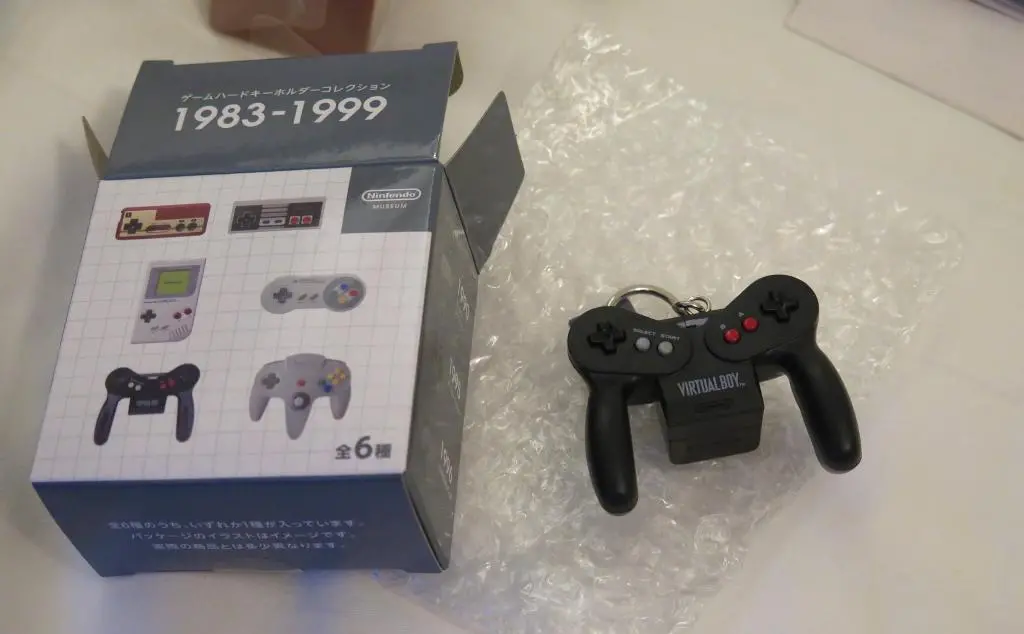 ゲームハードキーホルダーコレクション
1983-1999
Nintendo
MUSEUM
全6種
全6種のうち、いずれか1種が入っています。
パッケージのイラストはイメージです。
実際の商品とは多少異なります。
1990
1996
SELECT START
B A
VIRTUAL BOY™